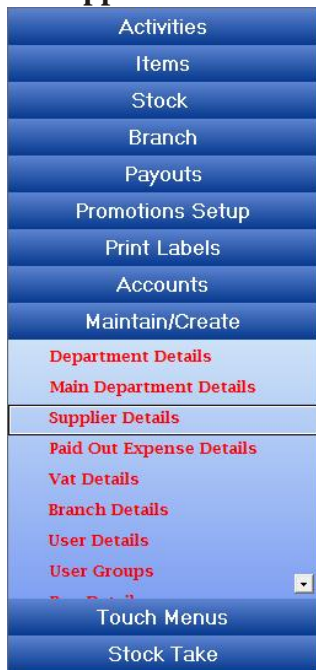 Activities
Items
Stock
Branch
Payouts
Promotions Setup
Print Labels
Accounts
Maintain/Create
Department Details
Main Department Details
Supplier Details
Paid Out Expense Details
Vat Details
Branch Details
User Details
User Groups
Touch Menus
Stock Take